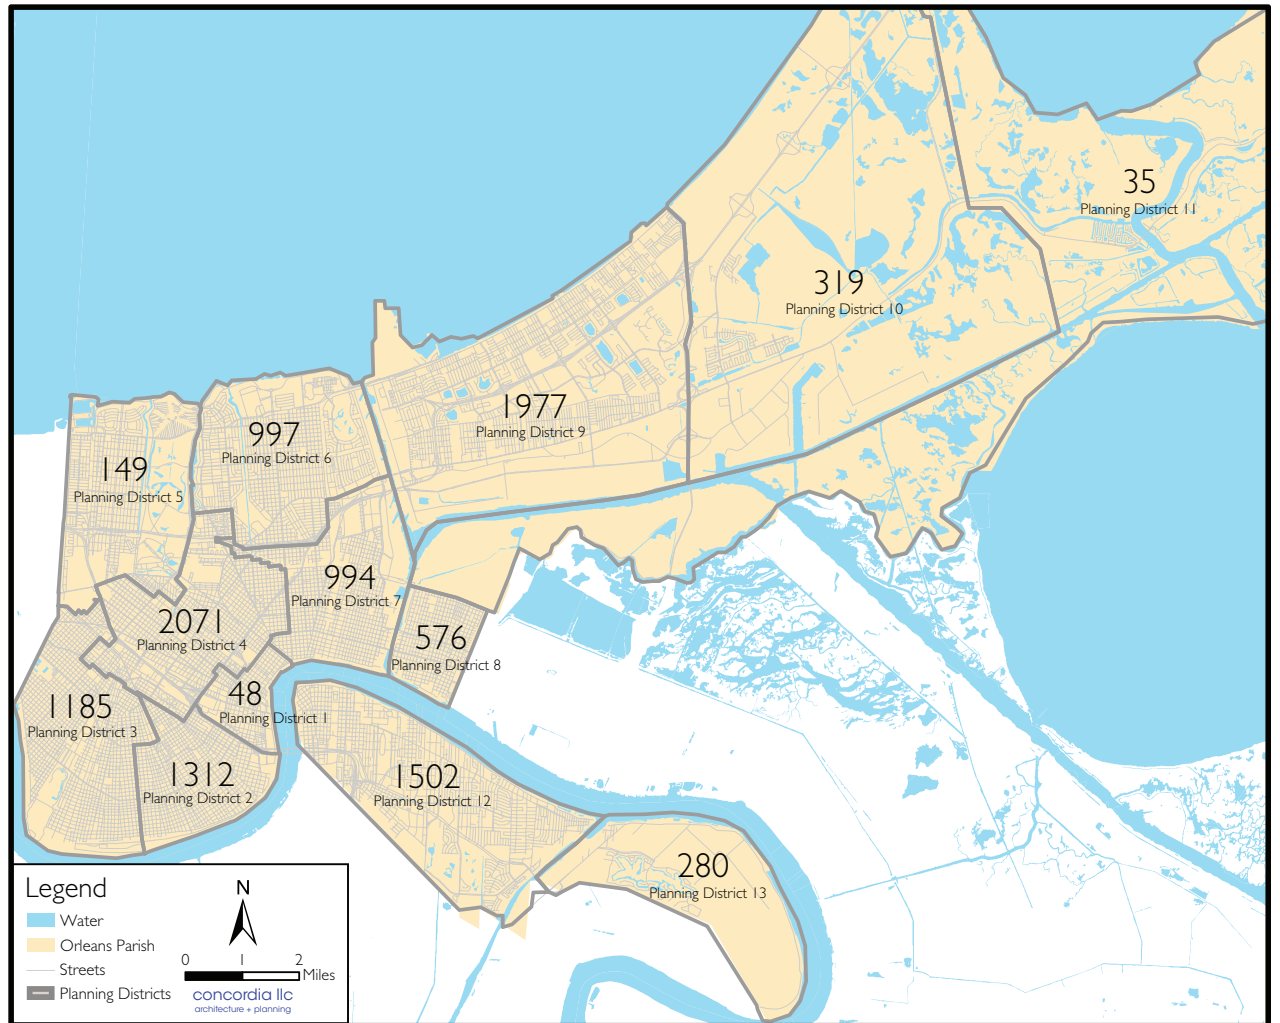 35
Planning District 11
319
Planning District 10
1977
Planning District 9
997
Planning District 6
149
Planning District 5
994
Planning District 7
2071
Planning District 4
576
Planning District 8
48
Planning District 1
1185
Planning District 3
1312
Planning District 2
1502
Planning District 12
280
Planning District 13
Legend
Water
Orleans Parish
Streets
Planning Districts
N
0 1 2
Miles
concordia llc
architecture + planning